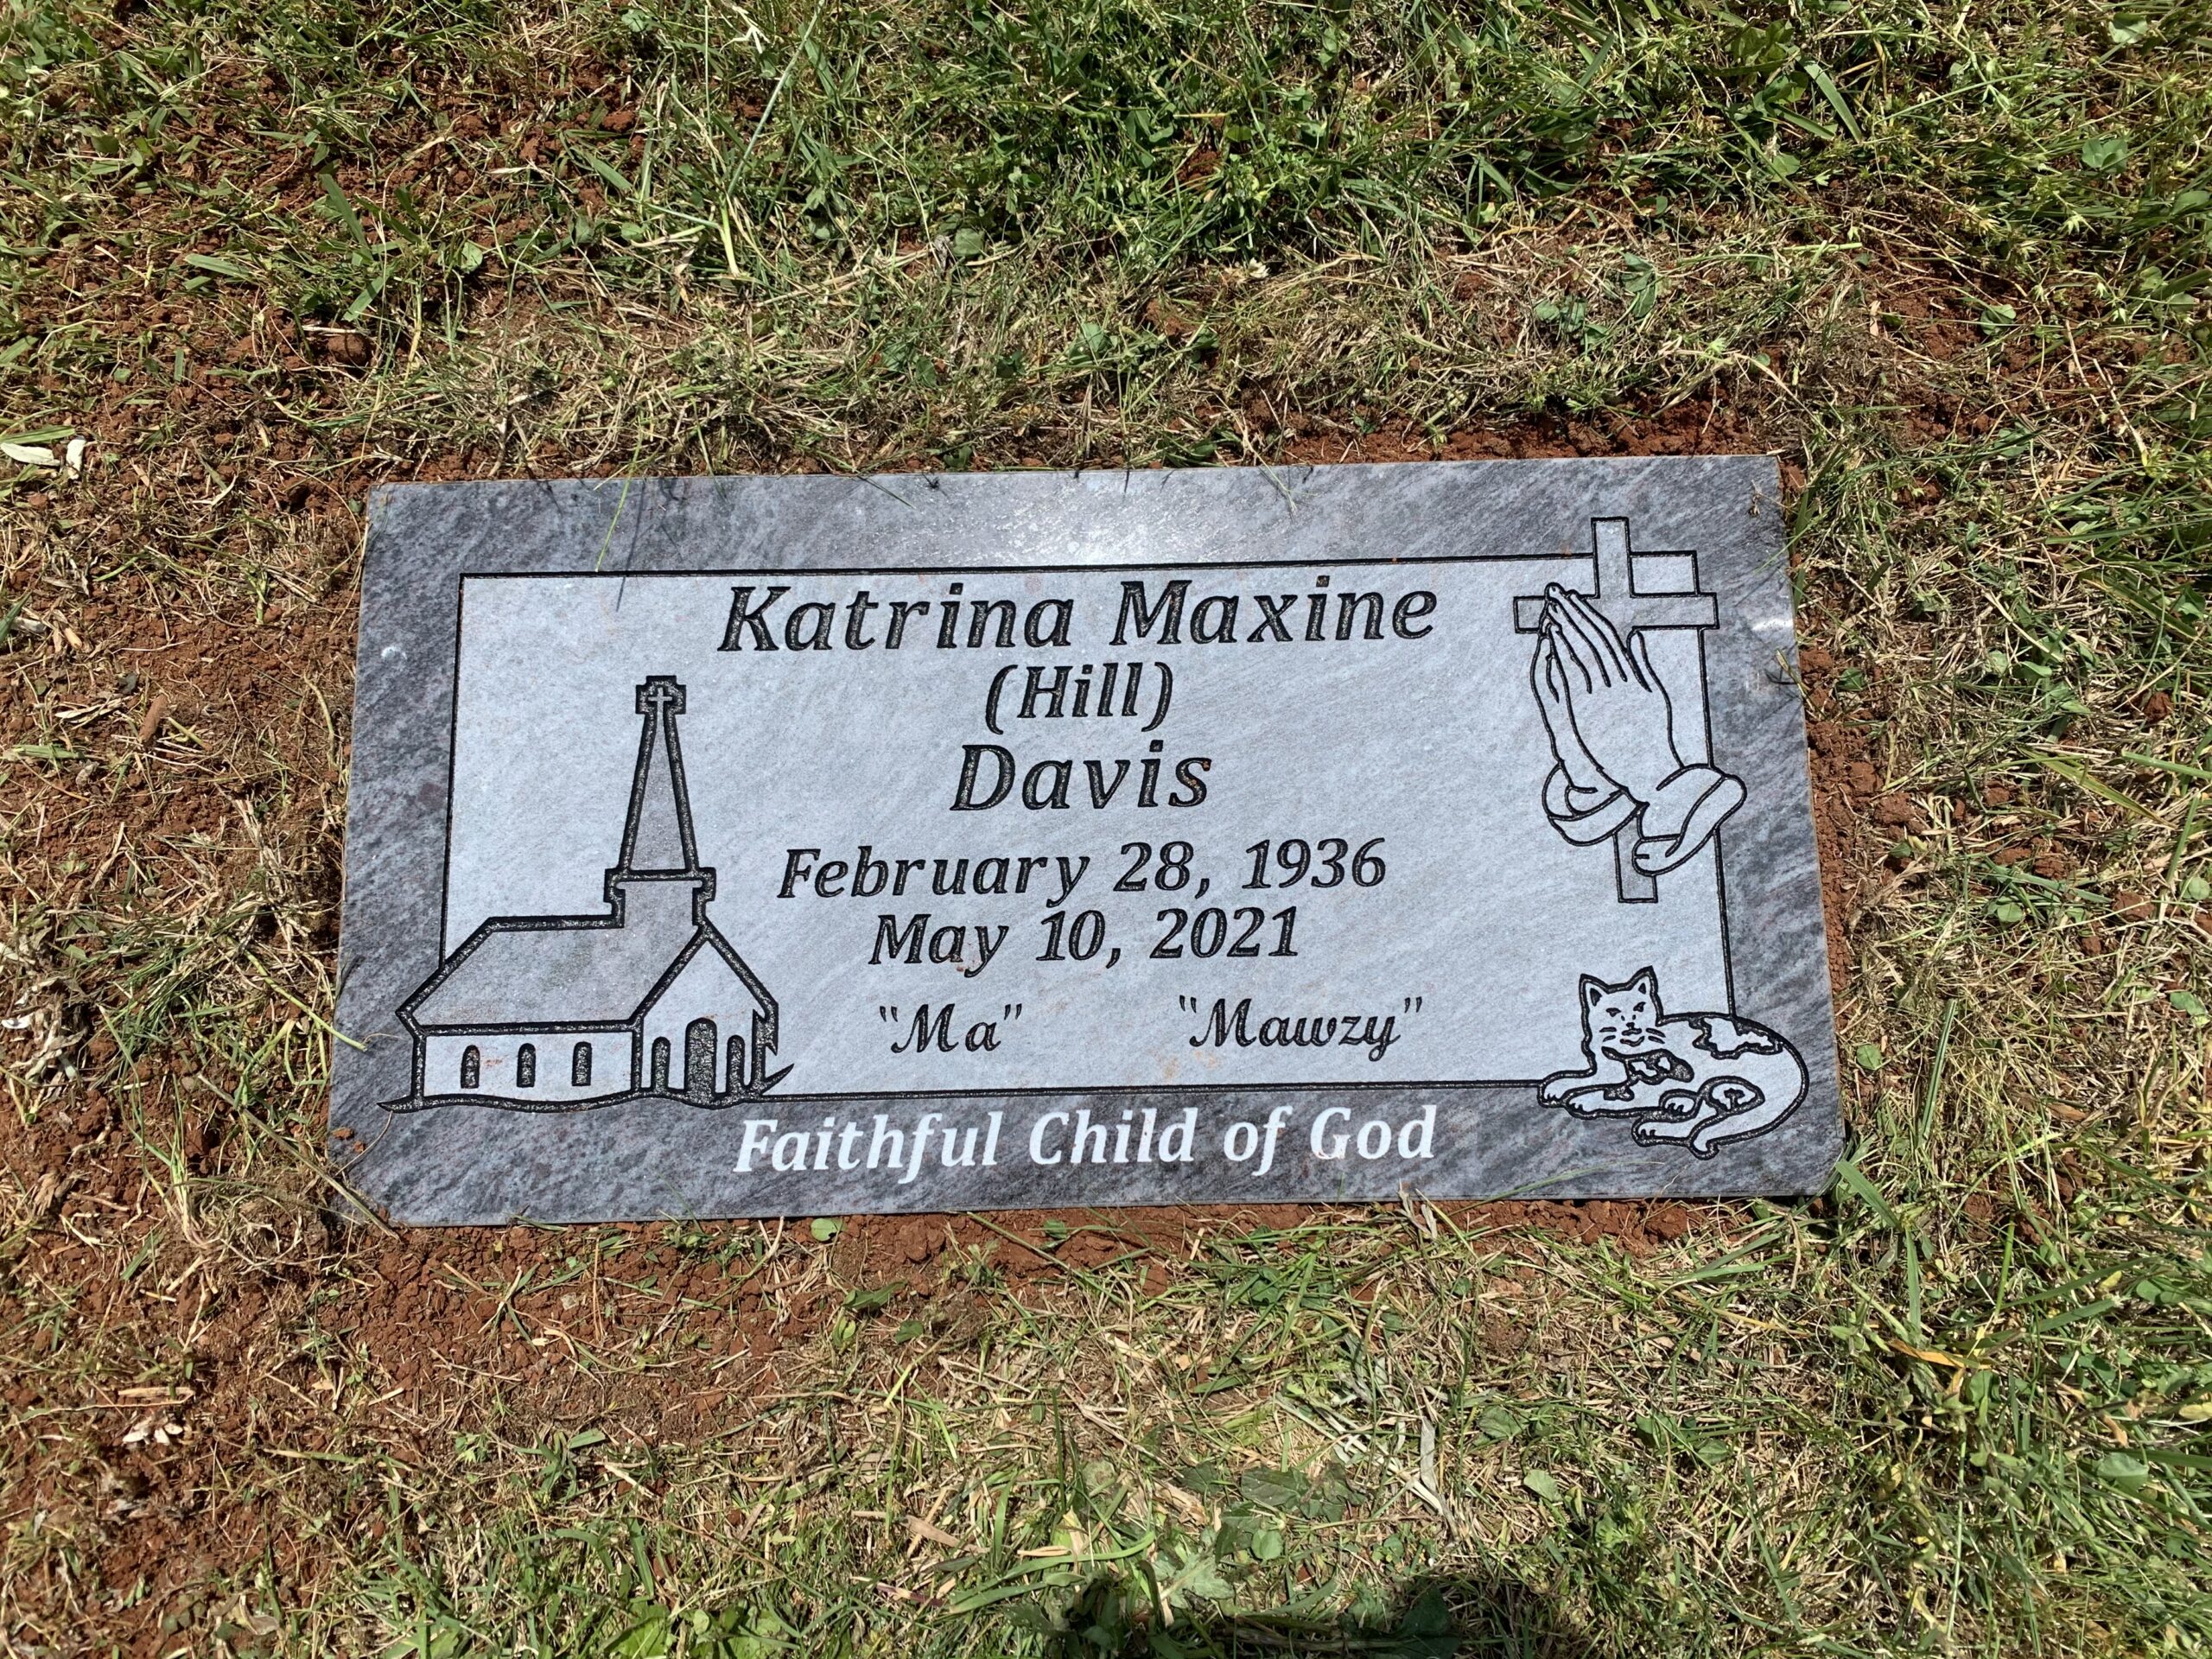 Katrina Maxine
(Hill)
Davis
February 28, 1936
May 10, 2021
"Ma" "Mawzy"
Faithful Child of God